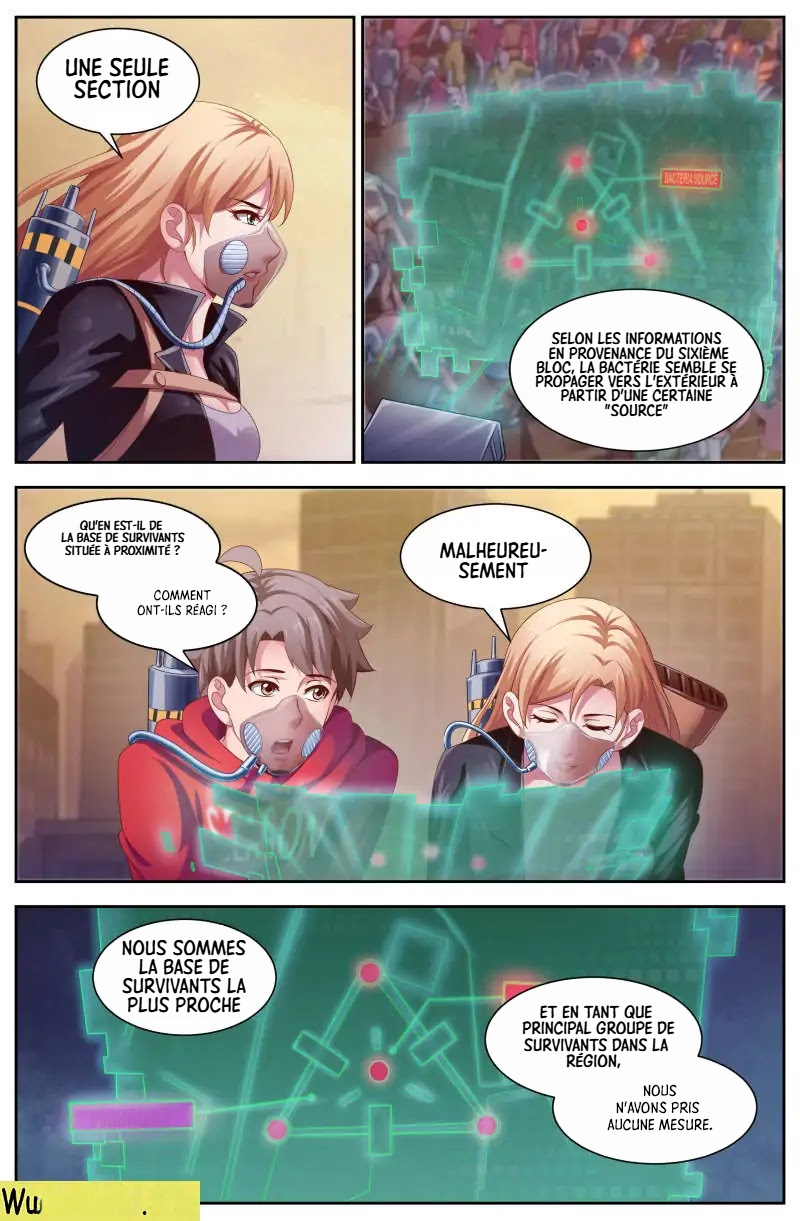 UNE SEULE
SECTION
BACTERIA SOURCE
SELON LES INFORMATIONS
EN PROVENANCE DU SIXIÈME
BLOC, LA BACTÉRIE SEMBLE SE
PROPAGER VERS L'EXTÉRIEUR À
PARTIR D'UNE CERTAINE
"SOURCE"
QU'EN EST-IL DE
LA BASE DE SURVIVANTS
SITUÉE À PROXIMITÉ ?
COMMENT
ONT-ILS RÉAGI ?
MALHEUREU-
SEMENT
NOUS SOMMES
LA BASE DE
SURVIVANTS LA
PLUS PROCHE
ET EN TANT QUE
PRINCIPAL GROUPE DE
SURVIVANTS DANS LA
RÉGION,
NOUS
N'AVONS PRIS
AUCUNE MESURE.